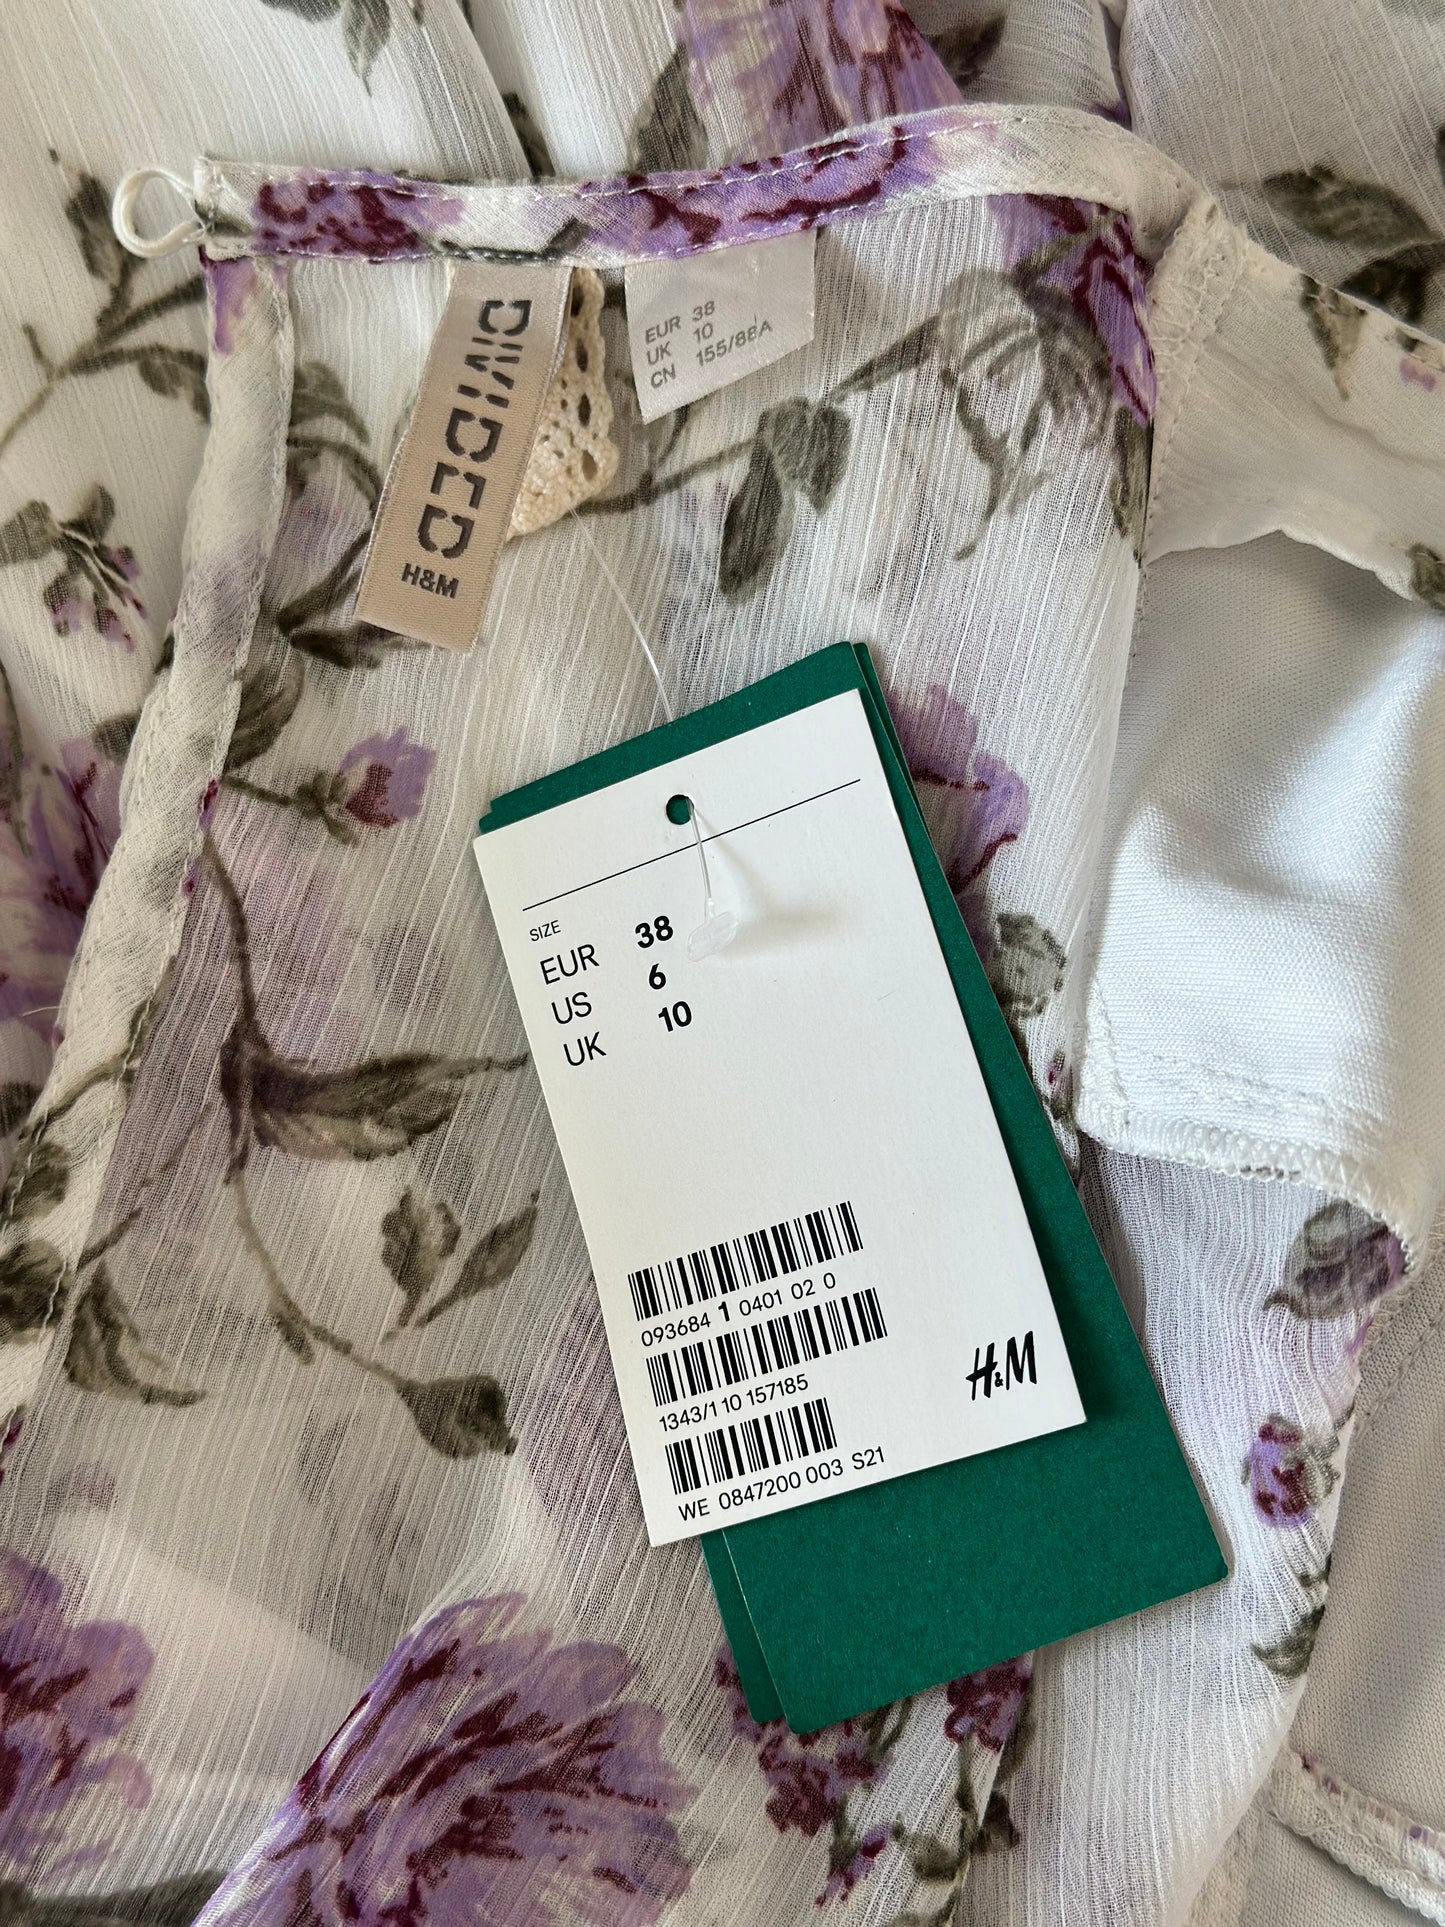 DIVIDED
H&M
EUR 38
UK 10
CN 155/88A
SIZE
EUR 38
US 6
UK 10
093684 1 0401 02 0
1343/1 10 157185
WE 0847200 003 S21
H&M